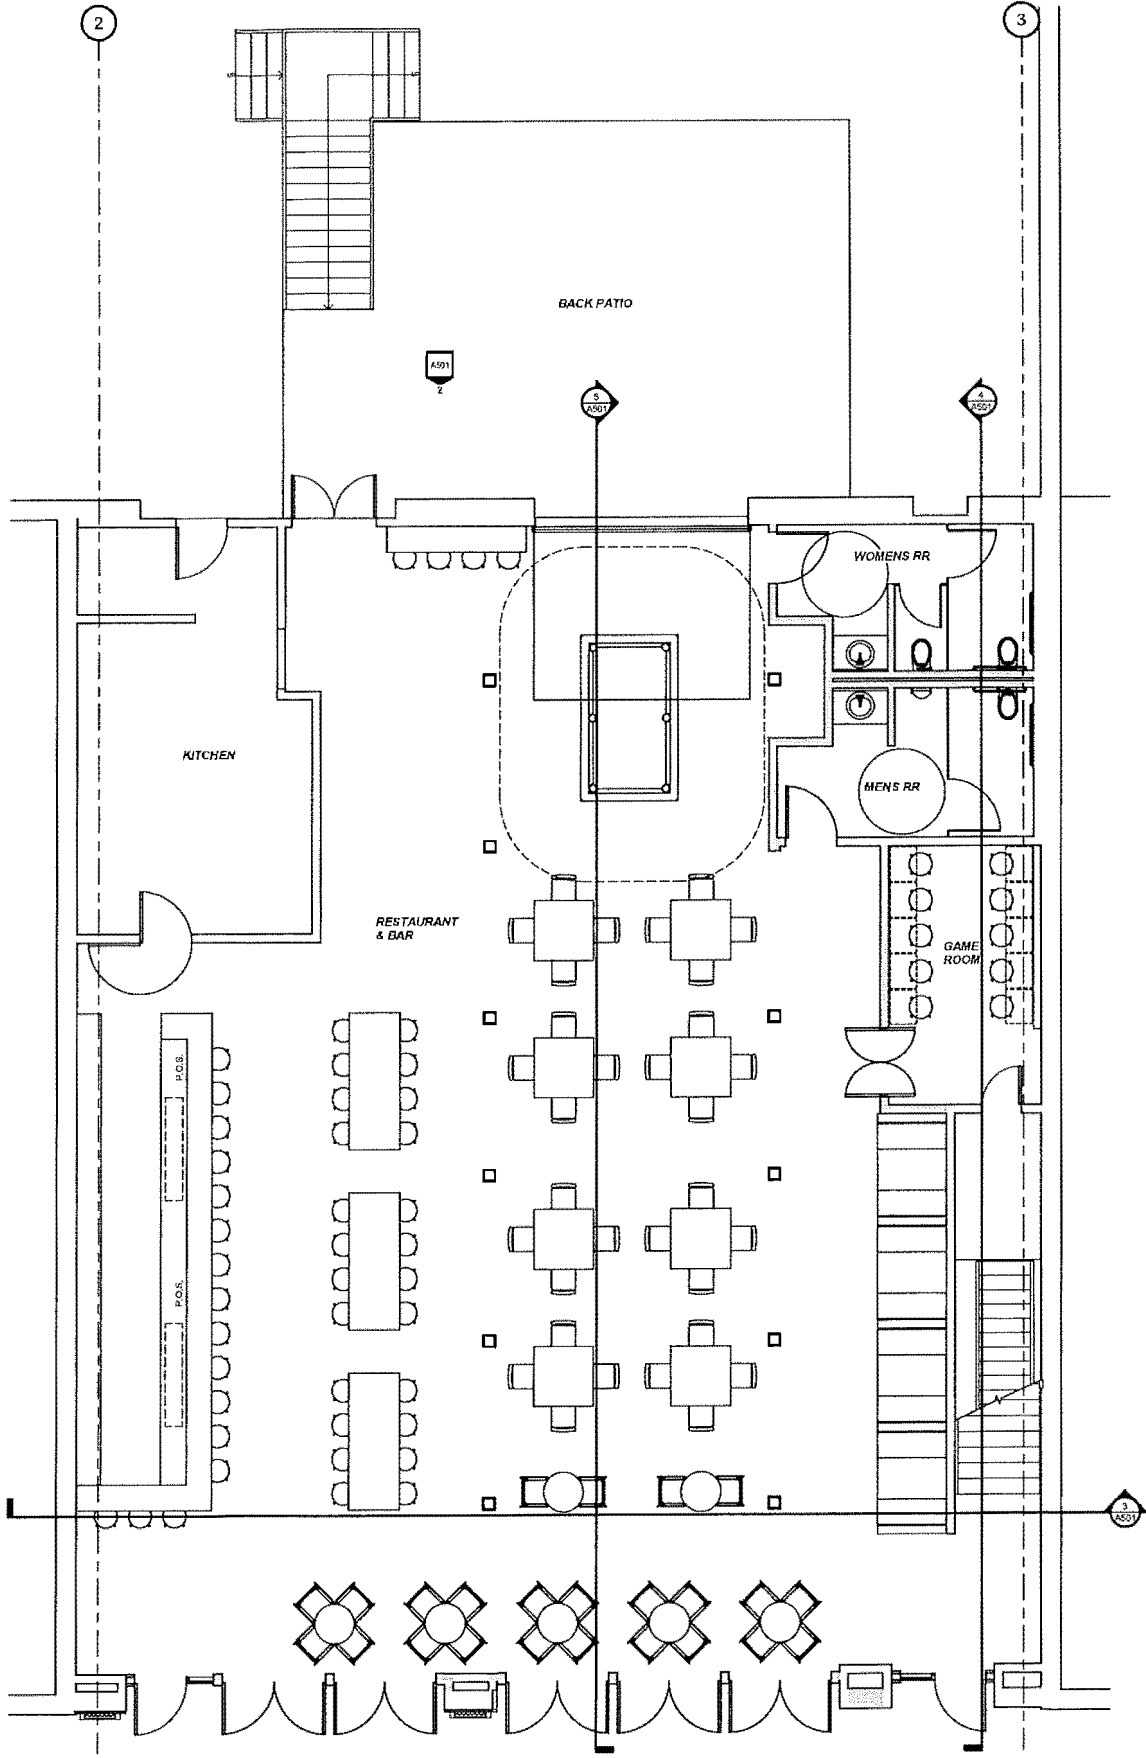 2
3
BACK PATIO
A501
2
5
A501
4
A501
WOMENS RR
KITCHEN
MENS RR
RESTAURANT
& BAR
GAME
ROOM
P.O.S.
P.O.S.
3
A501